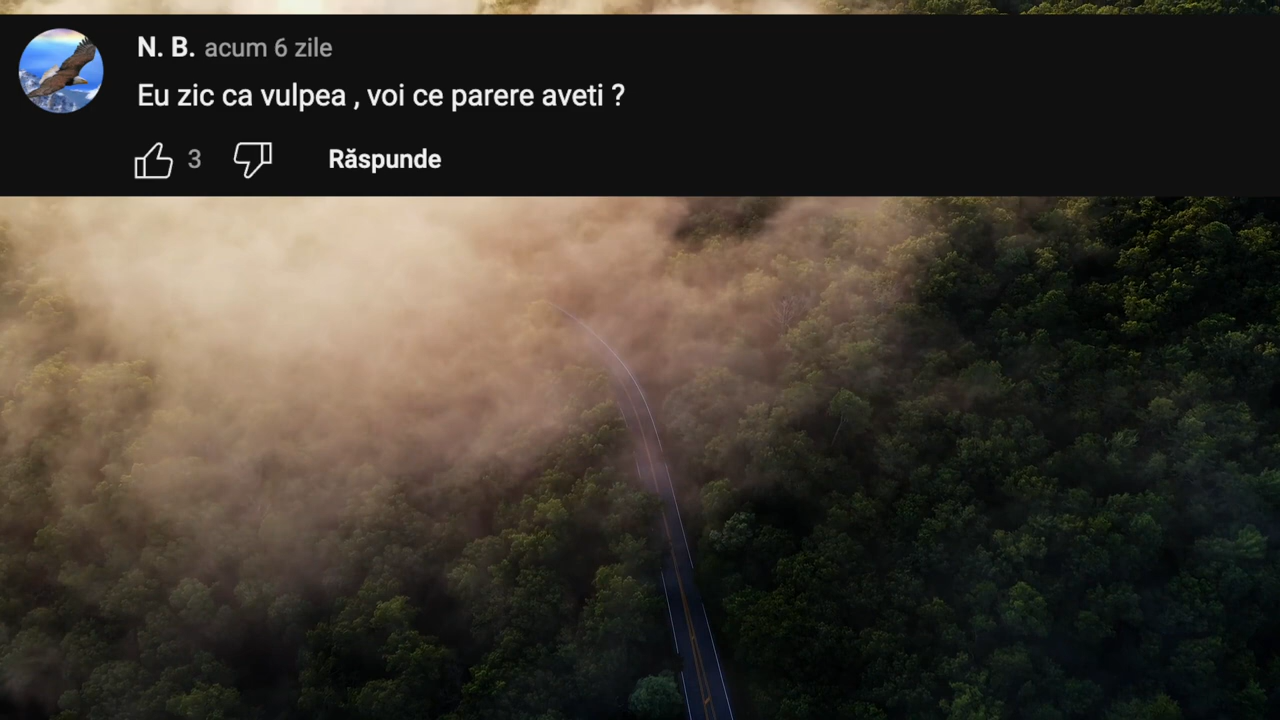 N. B. acum 6 zile
Eu zic ca vulpea , voi ce parere aveti ?
3
Răspunde